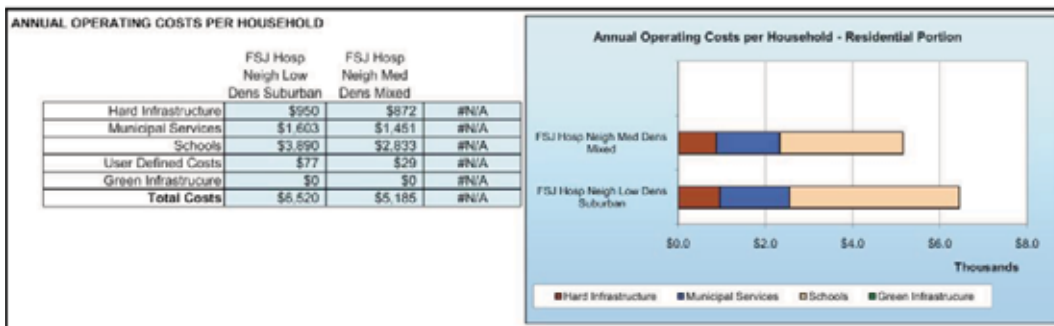 ANNUAL OPERATING COSTS PER HOUSEHOLD
FSJ Hosp Neigh Low Dens Suburban
FSJ Hosp Neigh Med Dens Mixed
Hard Infrastructure $950 $872 #N/A
Municipal Services $1,603 $1,451 #N/A
Schools $3,890 $2,833 #N/A
User Defined Costs $77 $29 #N/A
Green Infrastrucure $0 $0 #N/A
Total Costs $6,520 $5,185 #N/A
Annual Operating Costs per Household - Residential Portion
FSJ Hosp Neigh Med Dens
Mixed
FSJ Hosp Neigh Low Dens
Suburban
$0.0 $2.0 $4.0 $6.0 $8.0
Thousands
Hard Infrastructure Municipal Services Schools Green Infrastrucure